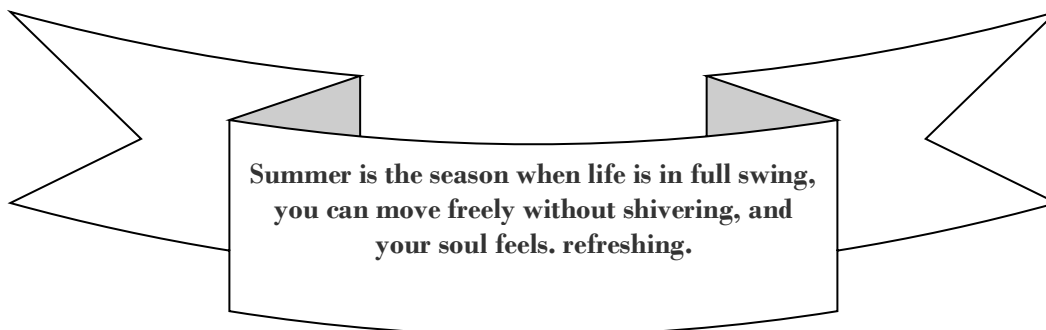 Summer is the season when life is in full swing,
you can move freely without shivering, and
your soul feels. refreshing.